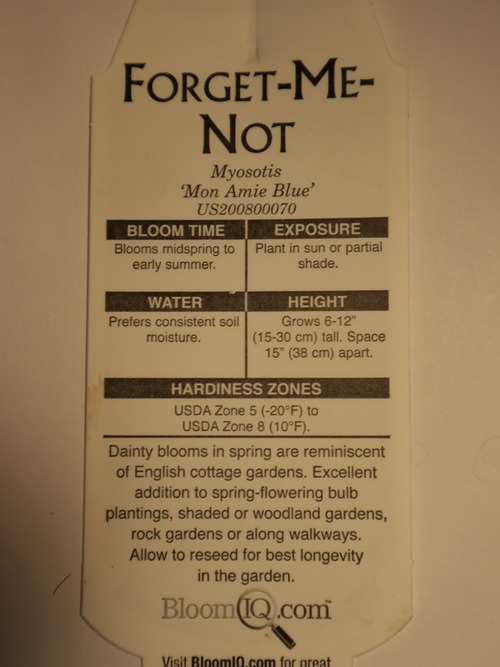 FORGET-ME-
NOT
Myosotis
‘Mon Amie Blue’
US200800070
BLOOM TIME
Blooms midspring to
early summer.
EXPOSURE
Plant in sun or partial
shade.
WATER
Prefers consistent soil
moisture.
HEIGHT
Grows 6-12"
(15-30 cm) tall. Space
15" (38 cm) apart.
HARDINESS ZONES
USDA Zone 5 (-20°F) to
USDA Zone 8 (10°F).
Dainty blooms in spring are reminiscent
of English cottage gardens. Excellent
addition to spring-flowering bulb
plantings, shaded or woodland gardens,
rock gardens or along walkways.
Allow to reseed for best longevity
in the garden.
BloomIQ.com™
Visit BloomIQ.com for great